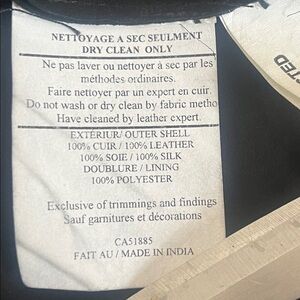 NETTOYAGE A SEC SEULMENT
DRY CLEAN ONLY
Ne pas laver ou nettoyer à sec par les
méthodes ordinaires.
Faire nettoyer par un expert en cuir.
Do not wash or dry clean by fabric metho
Have cleaned by leather expert.
EXTERIUR/ OUTER SHELL
100% CUIR / 100% LEATHER
100% SOIE / 100% SILK
DOUBLURE / LINING
100% POLYESTER
Exclusive of trimmings and findings
Sauf garnitures et décorations
CA51885
FAIT AU / MADE IN INDIA